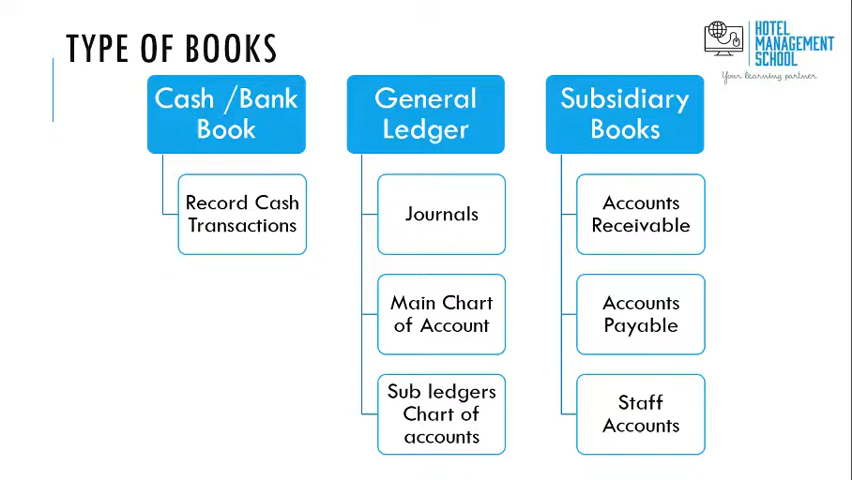 TYPE OF BOOKS
HOTEL
MANAGEMENT
SCHOOL
Your learning partner
Cash /Bank
Book
Record Cash
Transactions
General
Ledger
Journals
Main Chart
of Account
Sub ledgers
Chart of
accounts
Subsidiary
Books
Accounts
Receivable
Accounts
Payable
Staff
Accounts